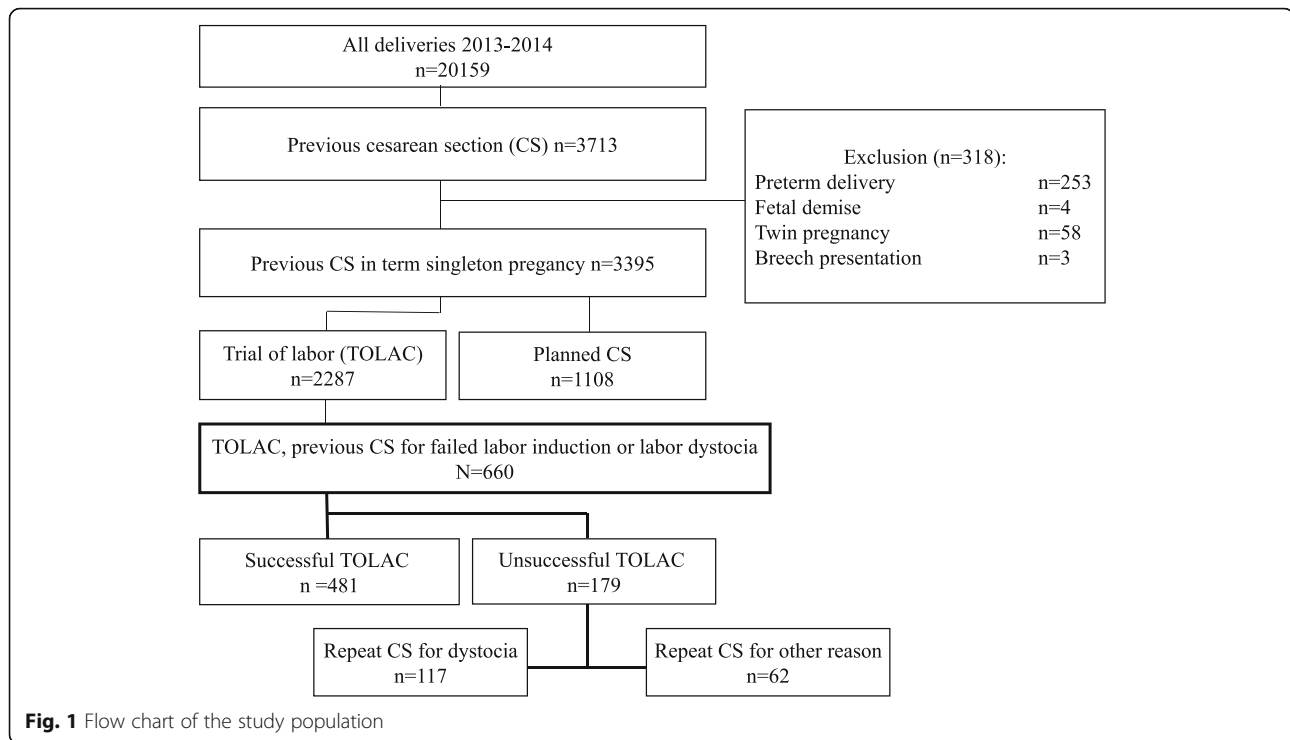 All deliveries 2013-2014
n=20159
Previous cesarean section (CS) n=3713
Exclusion (n=318):
Preterm delivery n=253
Fetal demise n=4
Twin pregnancy n=58
Breech presentation n=3
Previous CS in term singleton pregancy n=3395
Trial of labor (TOLAC)
n=2287
Planned CS
n=1108
TOLAC, previous CS for failed labor induction or labor dystocia
N=660
Successful TOLAC
n =481
Unsuccessful TOLAC
n=179
Repeat CS for dystocia
n=117
Repeat CS for other reason
n=62
Fig. 1 Flow chart of the study population